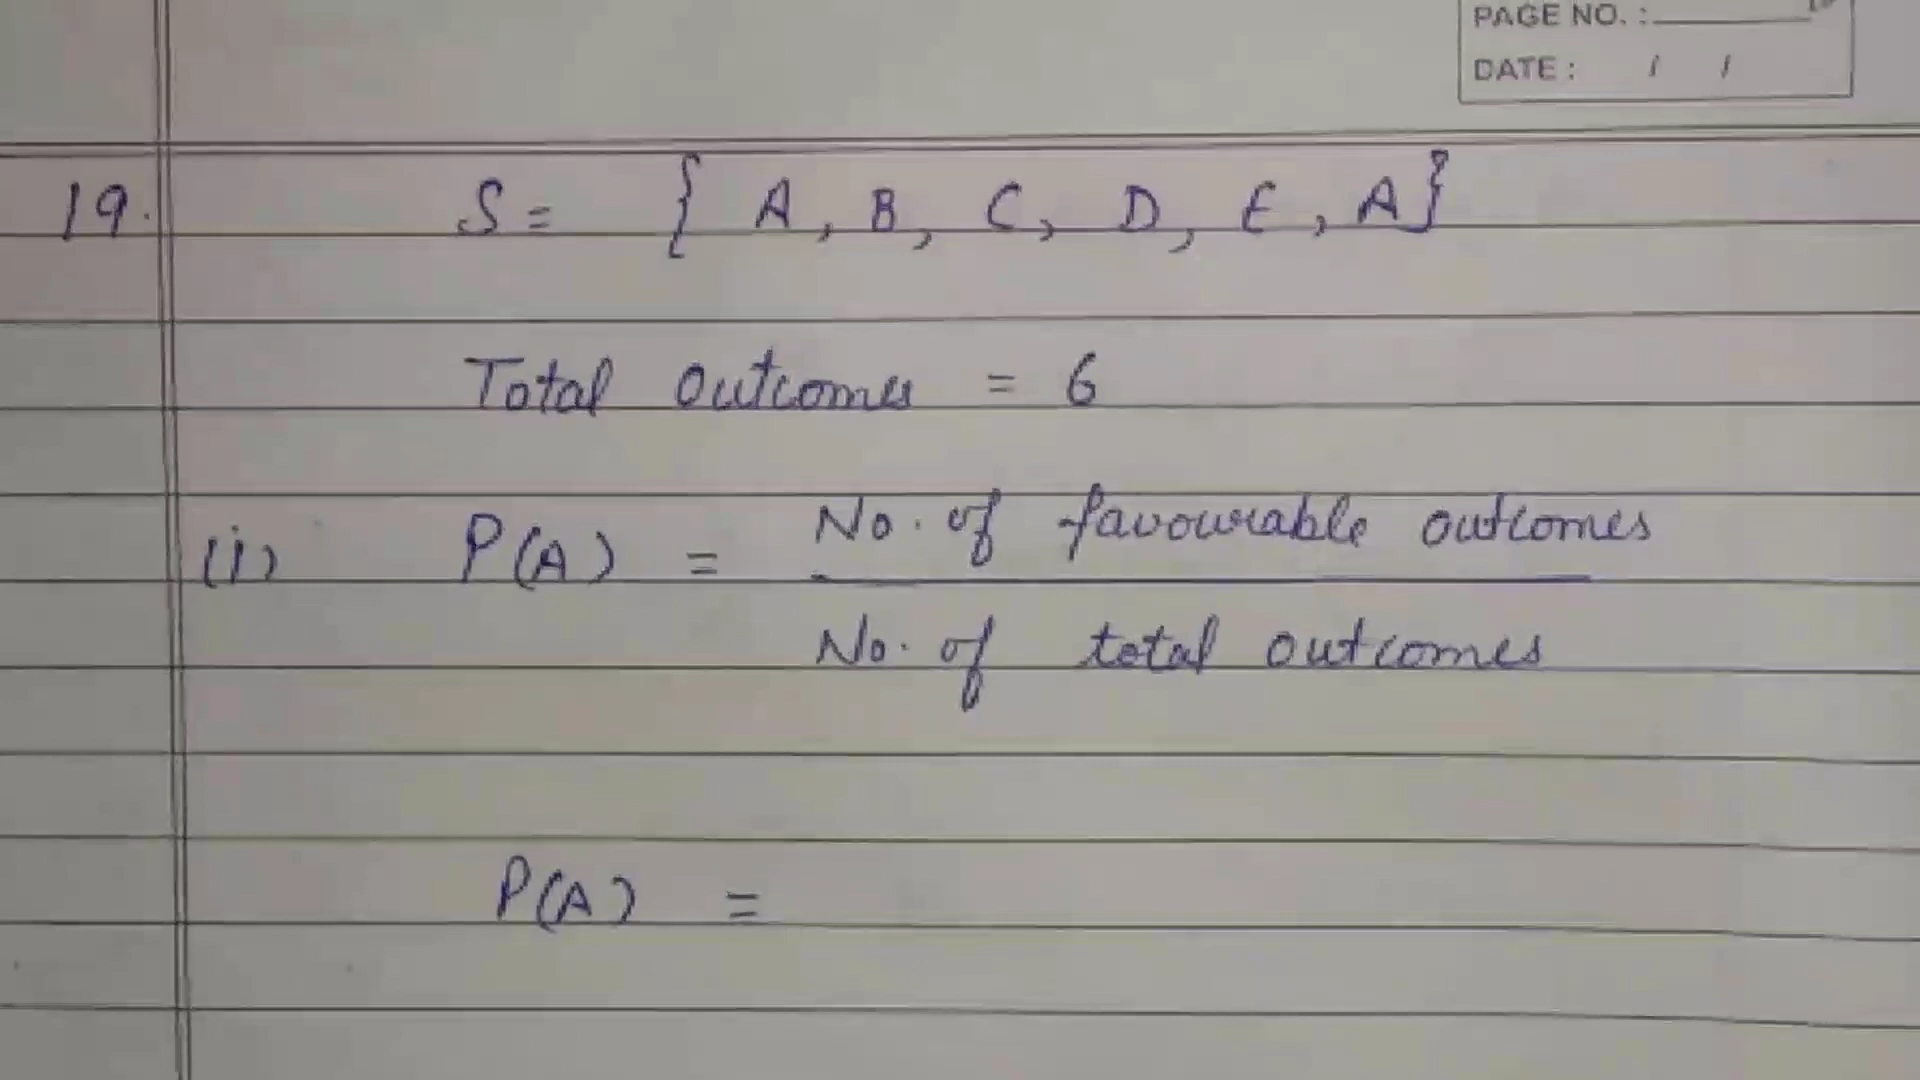 PAGE NO. :
DATE : / /
19. S = { A, B, C, D, E, A}
Total outcomes = 6
(i) P(A) = No. of favourable outcomes
No. of total outcomes
P(A) =